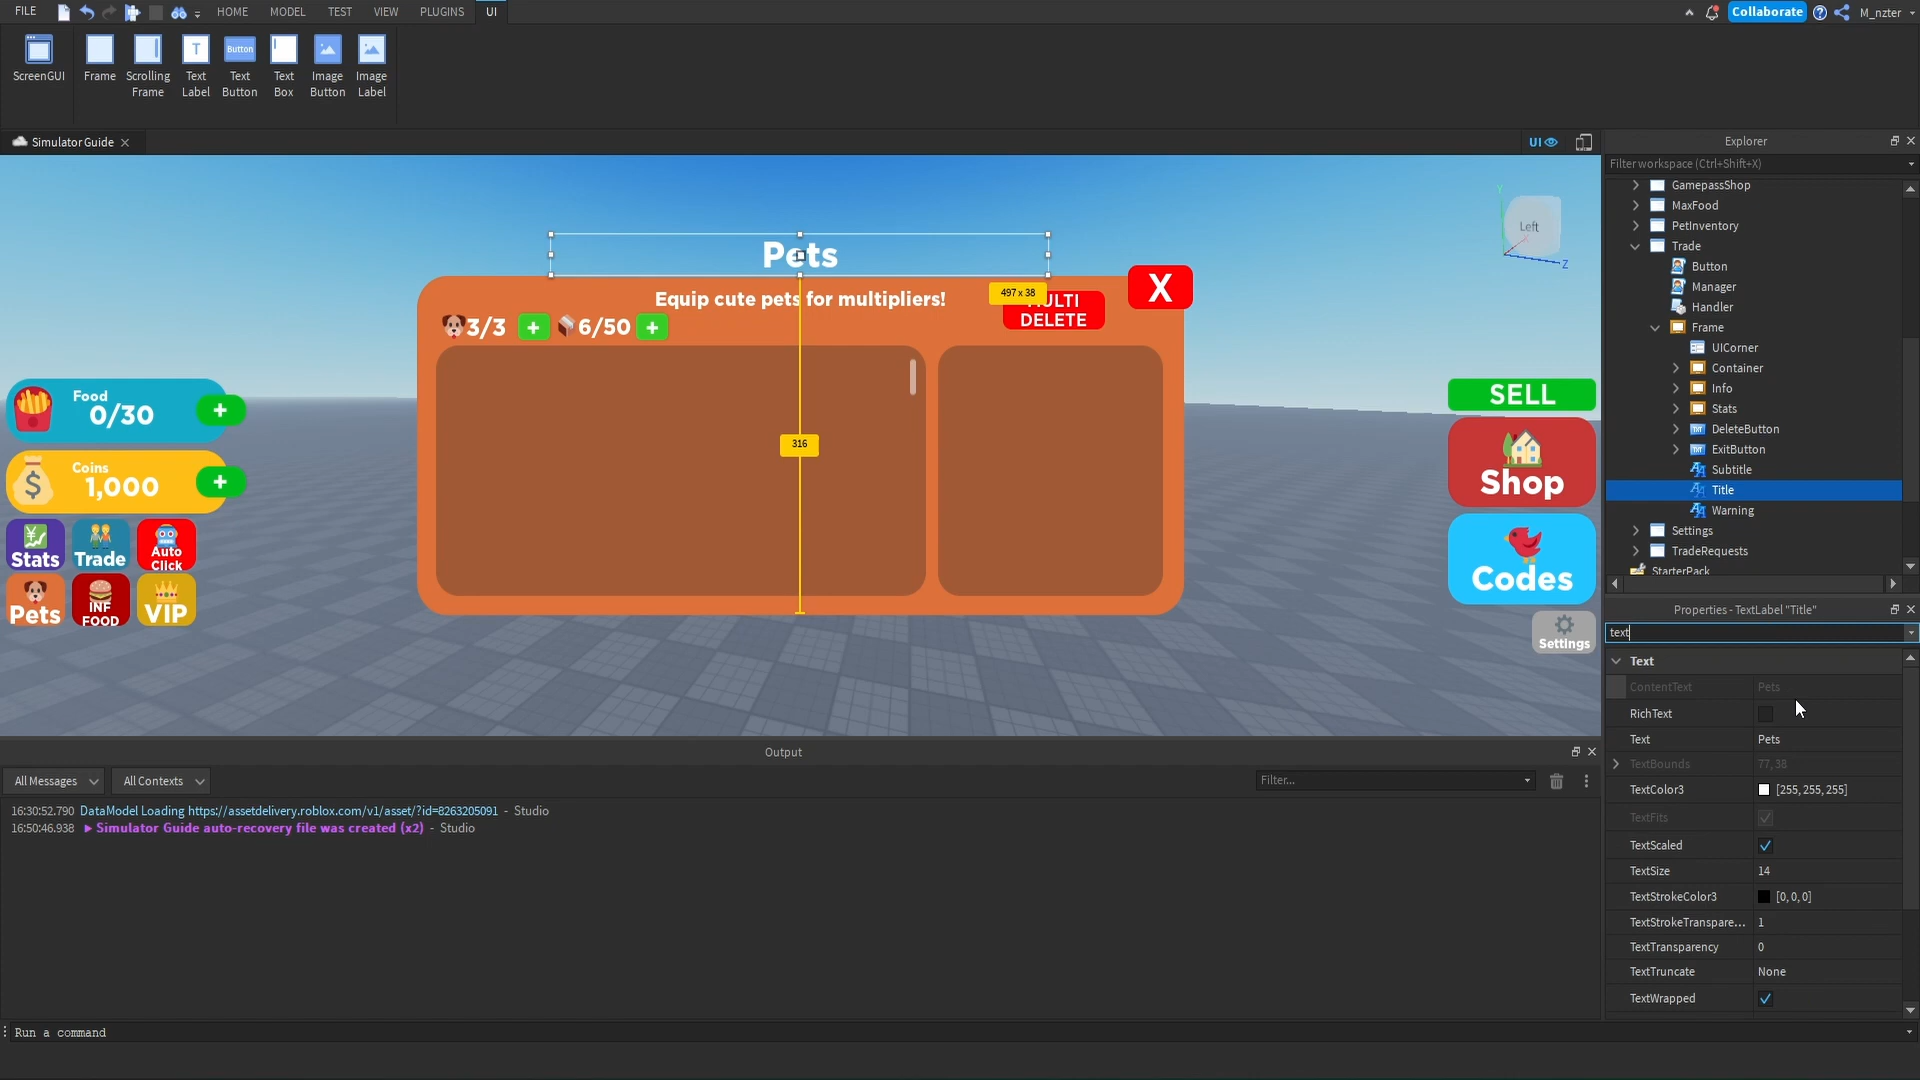 FILE
HOME
MODEL
TEST
VIEW
PLUGINS
UI
Collaborate
M_nzter
ScreenGUI
Frame
Scrolling
Frame
Text
Label
Text
Button
Text
Box
Image
Button
Image
Label
T
Button
Simulator Guide
UI
Explorer
Filter workspace (Ctrl+Shift+X)
GamepassShop
MaxFood
PetInventory
Trade
Button
Manager
Handler
Frame
UICorner
Container
Info
Stats
DeleteButton
ExitButton
Subtitle
Title
Warning
Settings
TradeRequests
StarterPack
Y
Left
Z
Pets
Equip cute pets for multipliers!
497 x 38
MULTI
DELETE
X
3/3
+
6/50
+
316
Food
0/30
+
Coins
1,000
+
Stats
Trade
Auto
Click
Pets
INF
FOOD
VIP
SELL
Shop
Codes
Settings
Properties - TextLabel "Title"
text
Text
ContentText Pets
RichText
Text Pets
TextBounds 77, 38
TextColor3 [255, 255, 255]
TextFits
TextScaled
TextSize 14
TextStrokeColor3 [0, 0, 0]
TextStrokeTranspare... 1
TextTransparency 0
TextTruncate None
TextWrapped
Output
All Messages
All Contexts
Filter...
16:30:52.790 DataModel Loading https://assetdelivery.roblox.com/v1/asset/?id=8263205091 - Studio
16:50:46.938 Simulator Guide auto-recovery file was created (x2) - Studio
Run a command